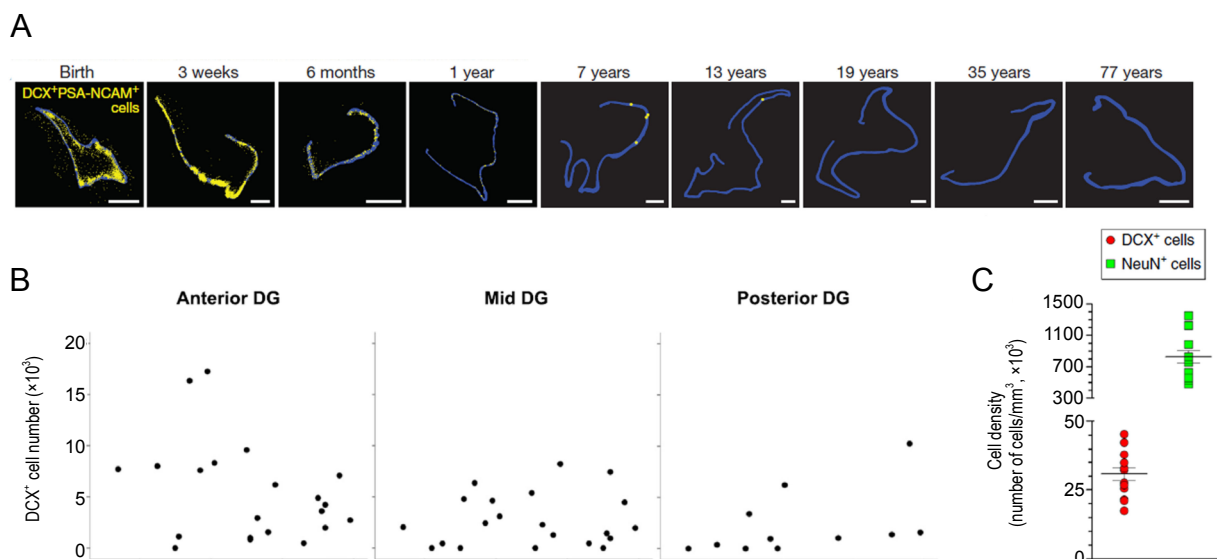 A
Birth
3 weeks
6 months
1 year
7 years
13 years
19 years
35 years
77 years
DCX⁺PSA-NCAM⁺
cells
B
Anterior DG
Mid DG
Posterior DG
DCX⁺ cell number (×10³)
20
15
10
5
0
C
DCX⁺ cells
NeuN⁺ cells
Cell density
(number of cells/mm³, ×10³)
1500
1100
700
300
50
25
0